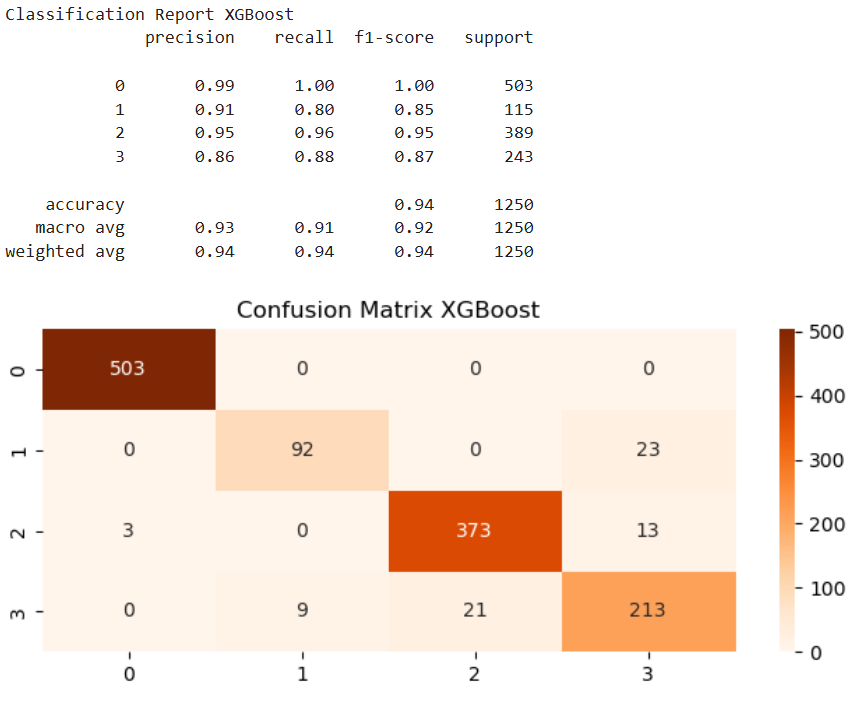 Classification Report XGBoost
precision recall f1-score support
0 0.99 1.00 1.00 503
1 0.91 0.80 0.85 115
2 0.95 0.96 0.95 389
3 0.86 0.88 0.87 243
accuracy 0.94 1250
macro avg 0.93 0.91 0.92 1250
weighted avg 0.94 0.94 0.94 1250
Confusion Matrix XGBoost
0 503 0 0 0
1 0 92 0 23
2 3 0 373 13
3 0 9 21 213
0 1 2 3
500
400
300
200
100
0